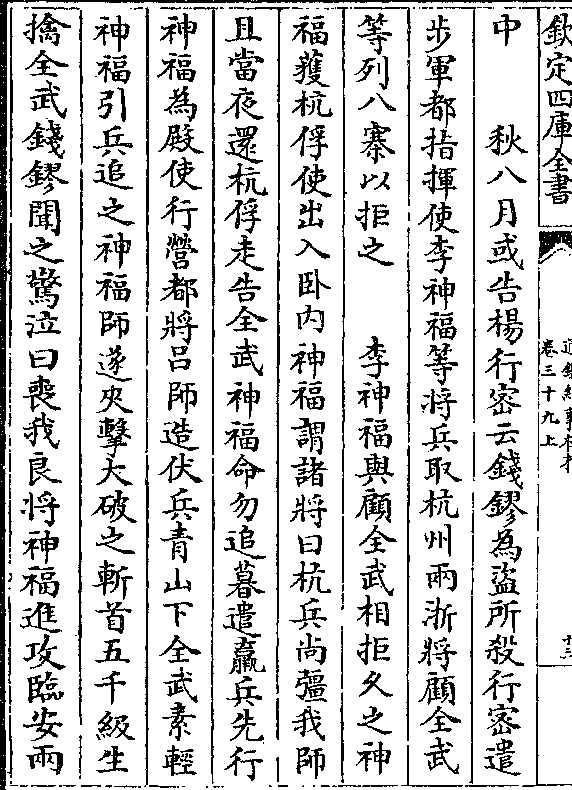 欽定四庫全書
通鑑紀事本末
卷三十九上
十三
中　　秋八月或告楊行密云錢鏐為盜所殺行密遣
步軍都指揮使李神福等将兵取杭州兩浙將顧全武
等列八寨以拒之　　李神福與顧全武相拒久之神
福獲杭俘使出入卧内神福謂諸將曰杭兵尚彊我師
且當夜還杭俘走告全武神福命勿追暮遣羸兵先行
神福為殿使行營都將吕師造伏兵青山下全武素輕
神福引兵追之神福師造夾擊大破之斬首五千級生
擒全武錢鏐聞之驚泣曰喪我良将神福進攻臨安兩